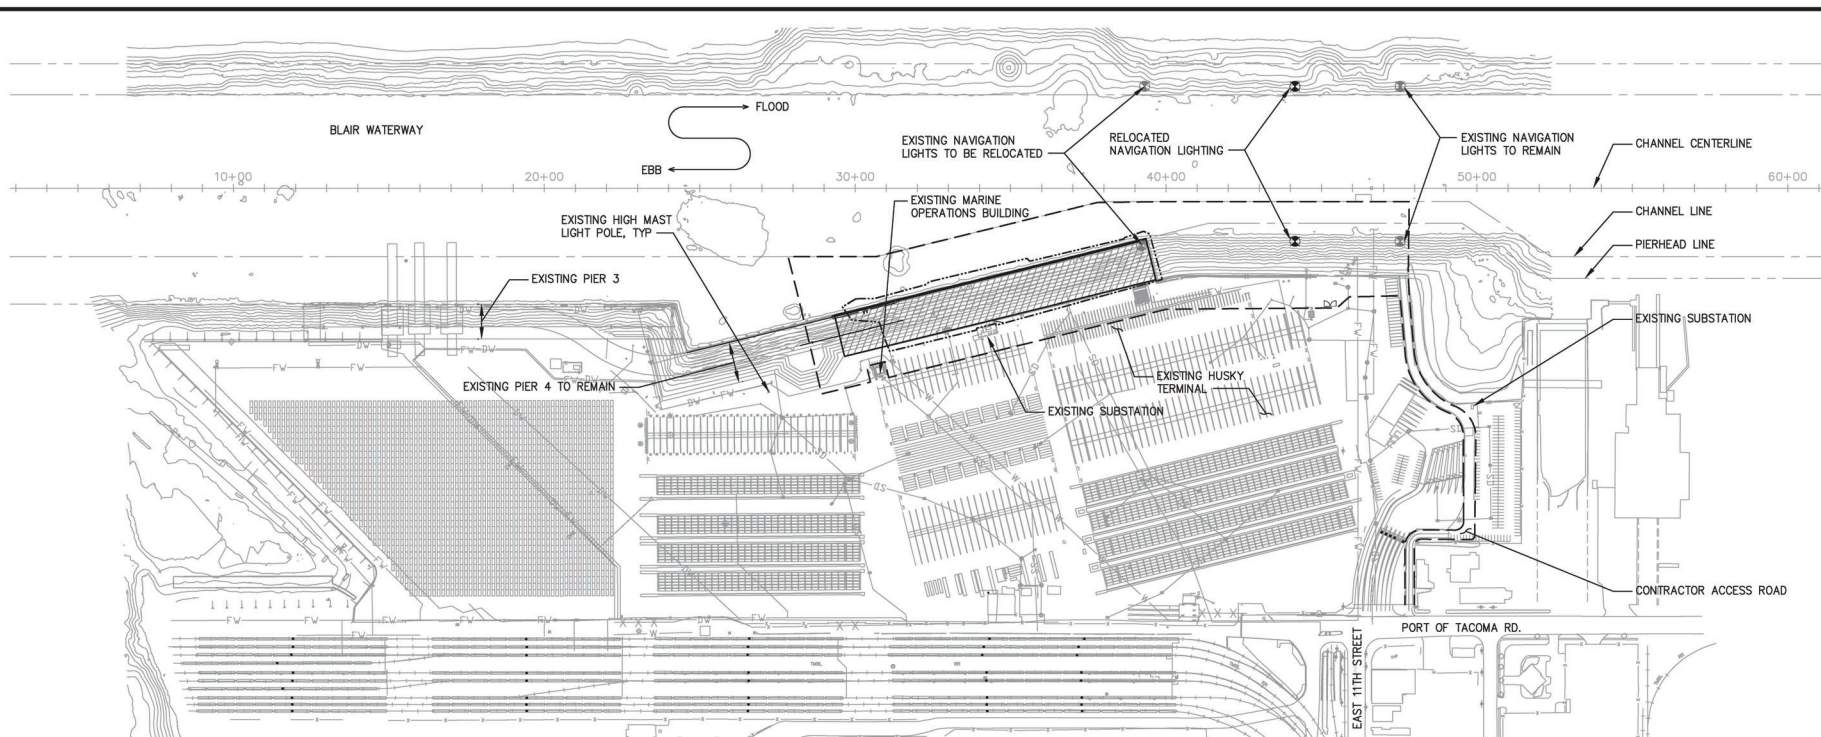 FLOOD
BLAIR WATERWAY
EBB
EXISTING NAVIGATION
LIGHTS TO BE RELOCATED
RELOCATED
NAVIGATION LIGHTING
EXISTING NAVIGATION
LIGHTS TO REMAIN
CHANNEL CENTERLINE
10+00
20+00
30+00
40+00
50+00
60+00
EXISTING MARINE
OPERATIONS BUILDING
EXISTING HIGH MAST
LIGHT POLE, TYP
CHANNEL LINE
PIERHEAD LINE
EXISTING PIER 3
EXISTING SUBSTATION
EXISTING PIER 4 TO REMAIN
EXISTING HUSKY
TERMINAL
EXISTING SUBSTATION
CONTRACTOR ACCESS ROAD
PORT OF TACOMA RD.
EAST 11TH STREET